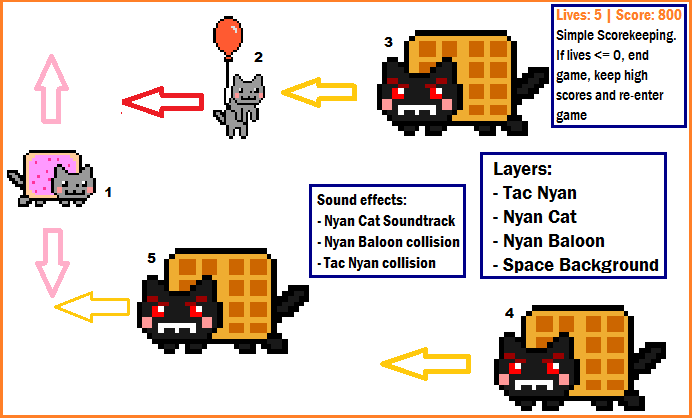 Lives: 5 | Score: 800
Simple Scorekeeping.
If lives <= 0, end
game, keep high
scores and re-enter
game
2
3
1
Layers:
- Tac Nyan
- Nyan Cat
- Nyan Baloon
- Space Background
Sound effects:
- Nyan Cat Soundtrack
- Nyan Baloon collision
- Tac Nyan collision
5
4